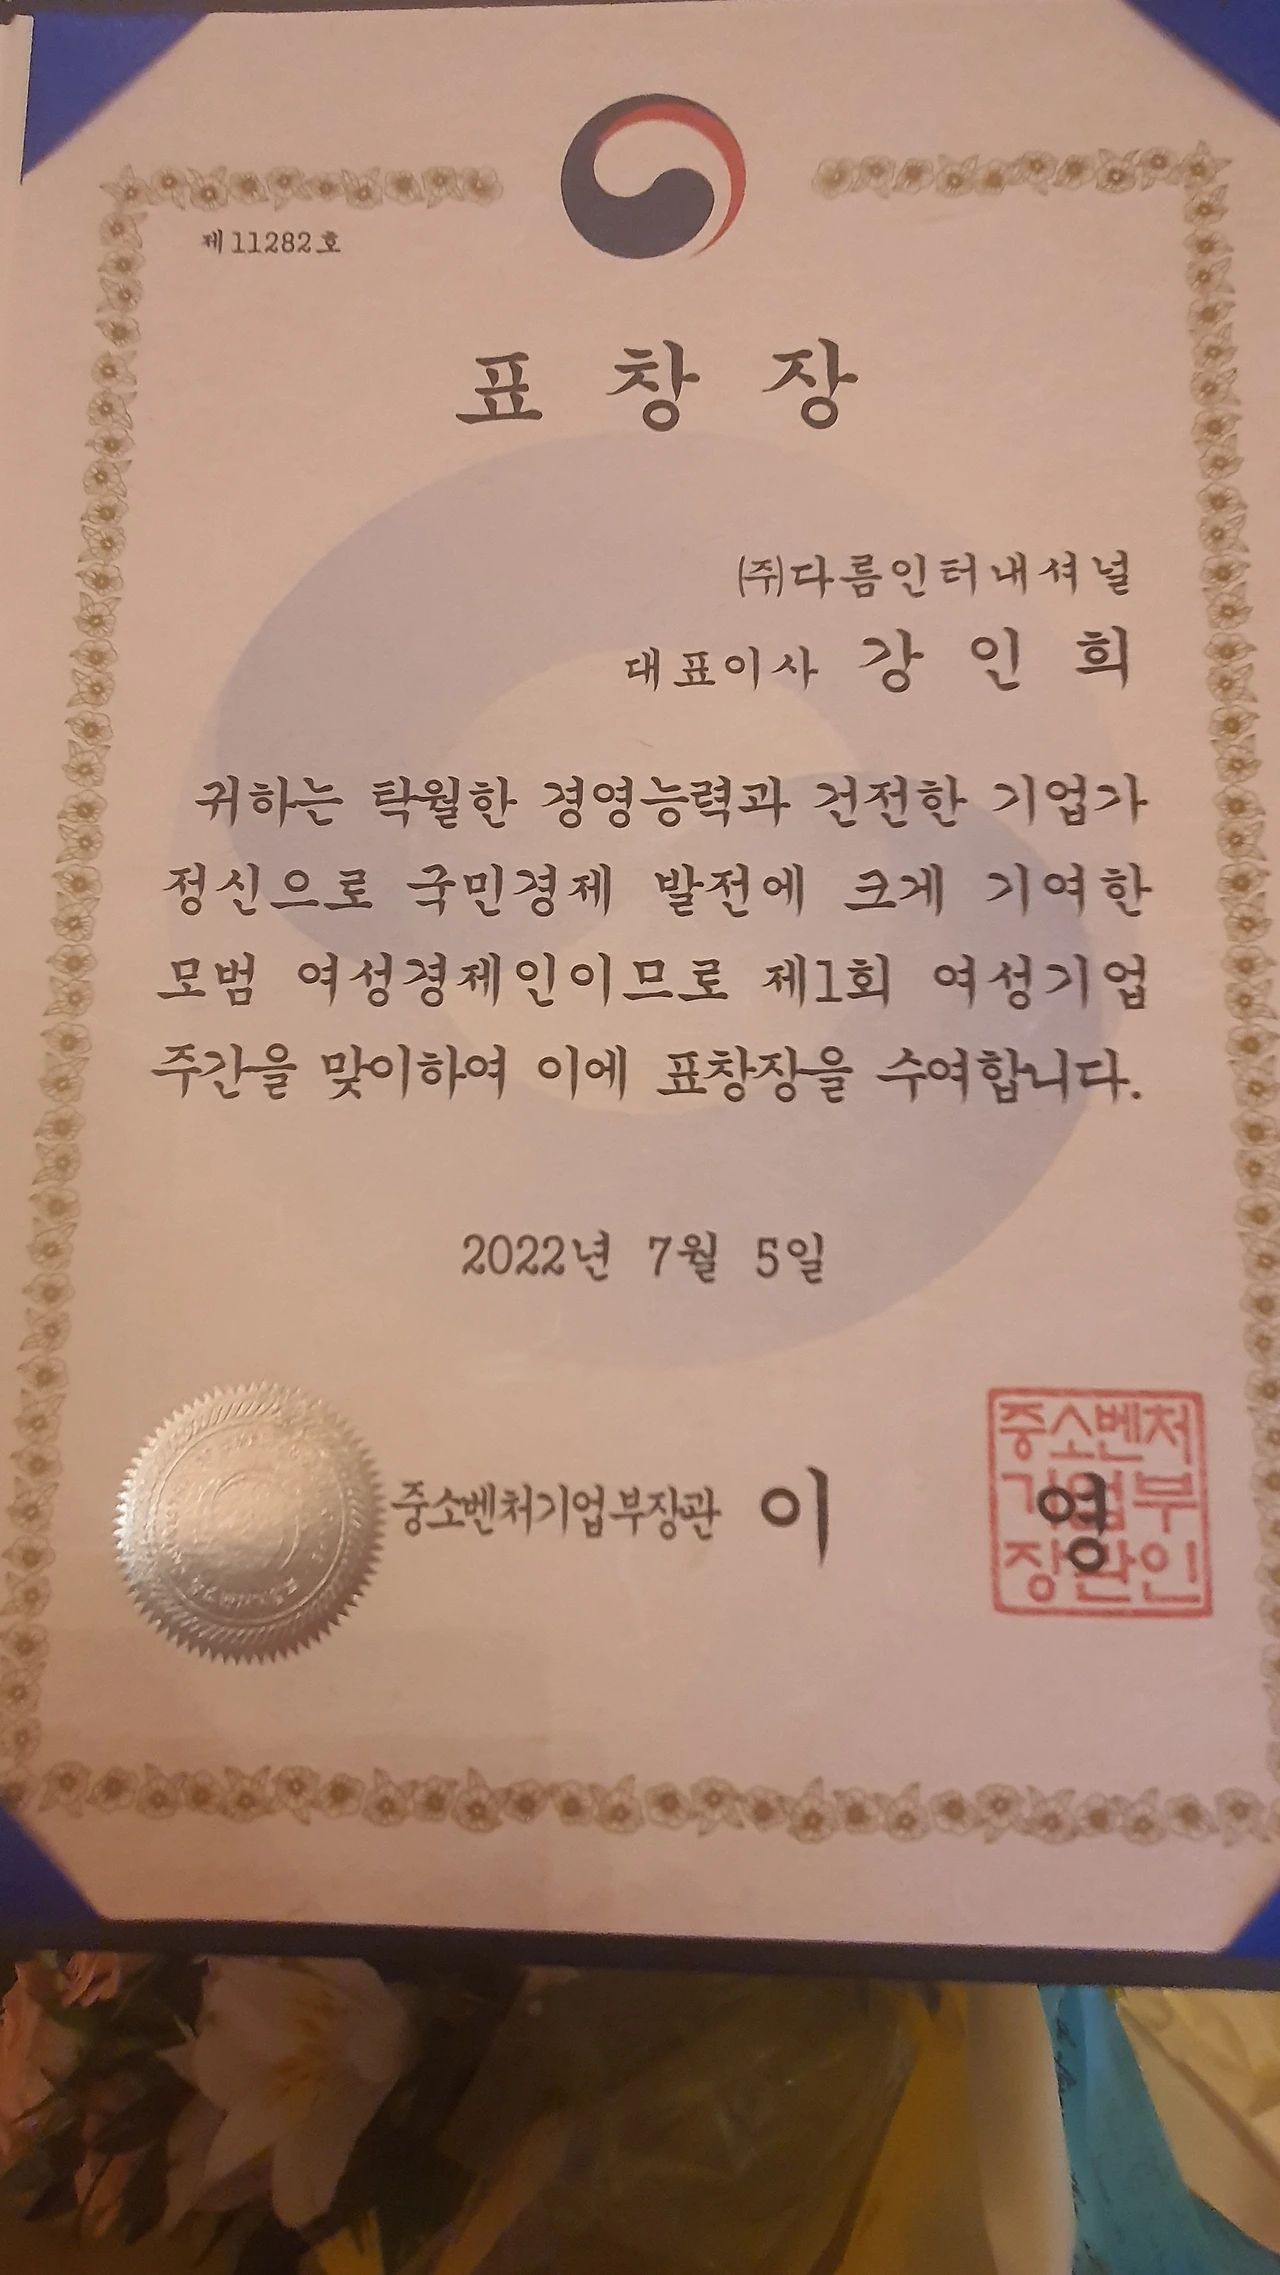 제11282호
표 창 장
(주)다름인터내셔널
대표이사 강 인 희
귀하는 탁월한 경영능력과 건전한 기업가
정신으로 국민경제 발전에 크게 기여한
모범 여성경제인이므로 제1회 여성기업
주간을 맞이하여 이에 표창장을 수여합니다.
2022년 7월 5일
중소벤처기업부장관 이 영
중소벤처
기업부
장관인